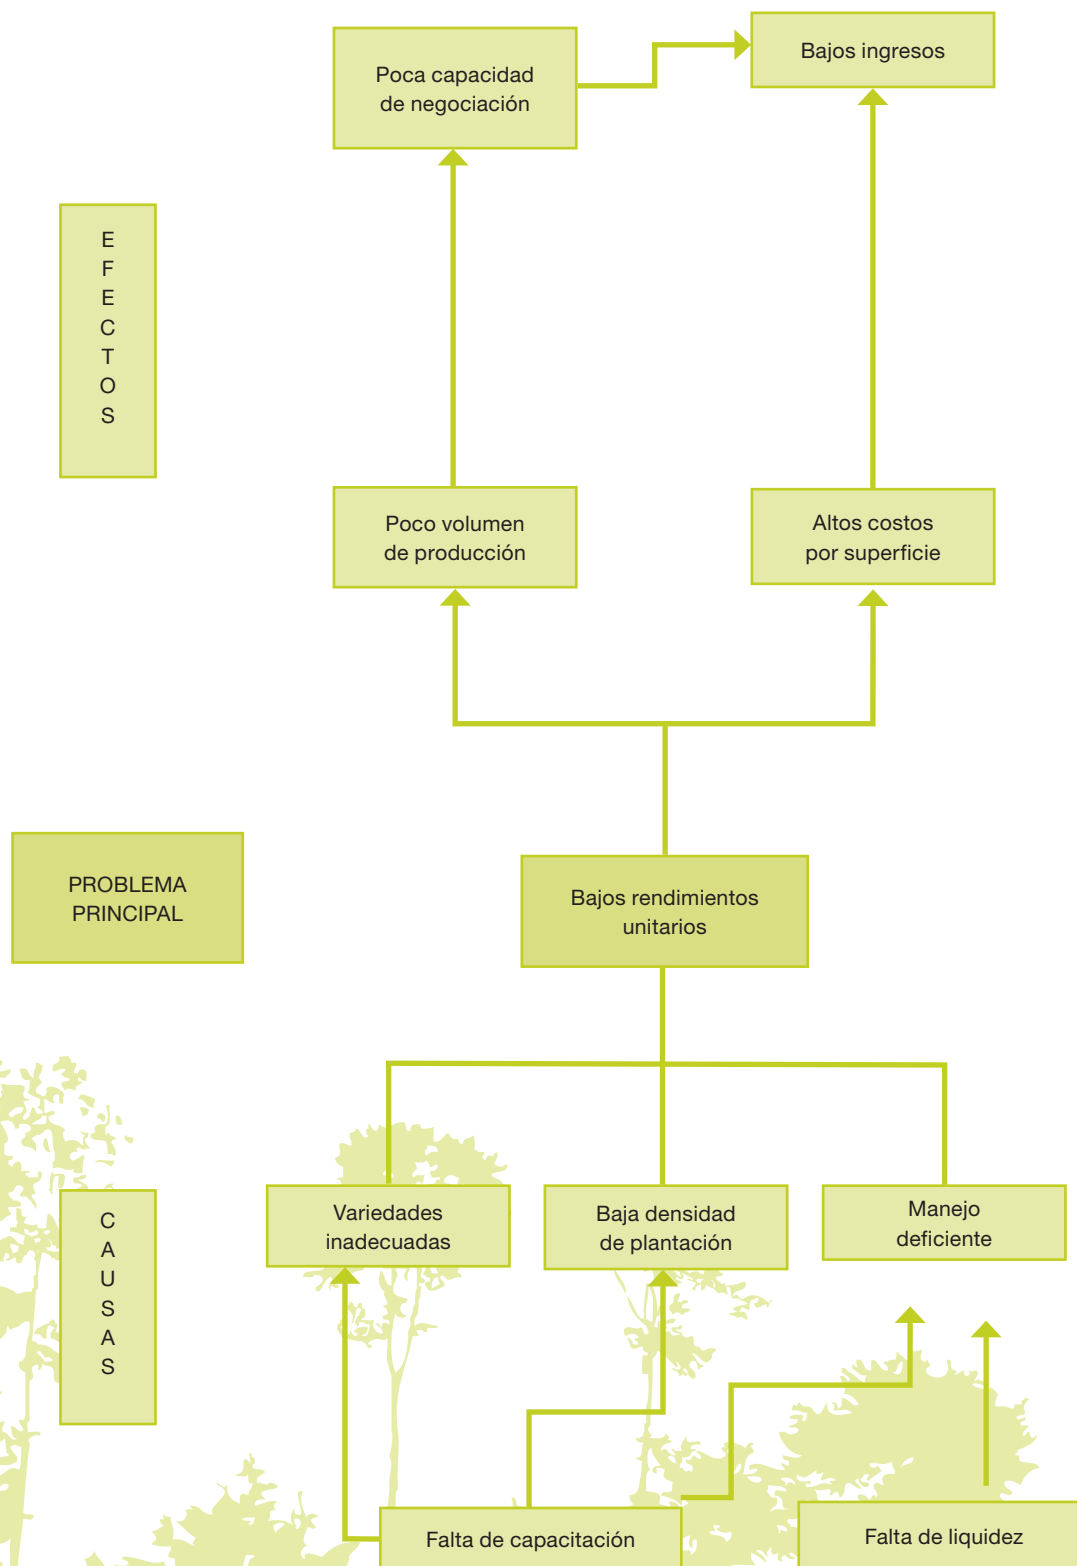 Poca capacidad
de negociación
Bajos ingresos
E
F
E
C
T
O
S
Poco volumen
de producción
Altos costos
por superficie
PROBLEMA
PRINCIPAL
Bajos rendimientos
unitarios
C
A
U
S
A
S
Variedades
inadecuadas
Baja densidad
de plantación
Manejo
deficiente
Falta de capacitación
Falta de liquidez